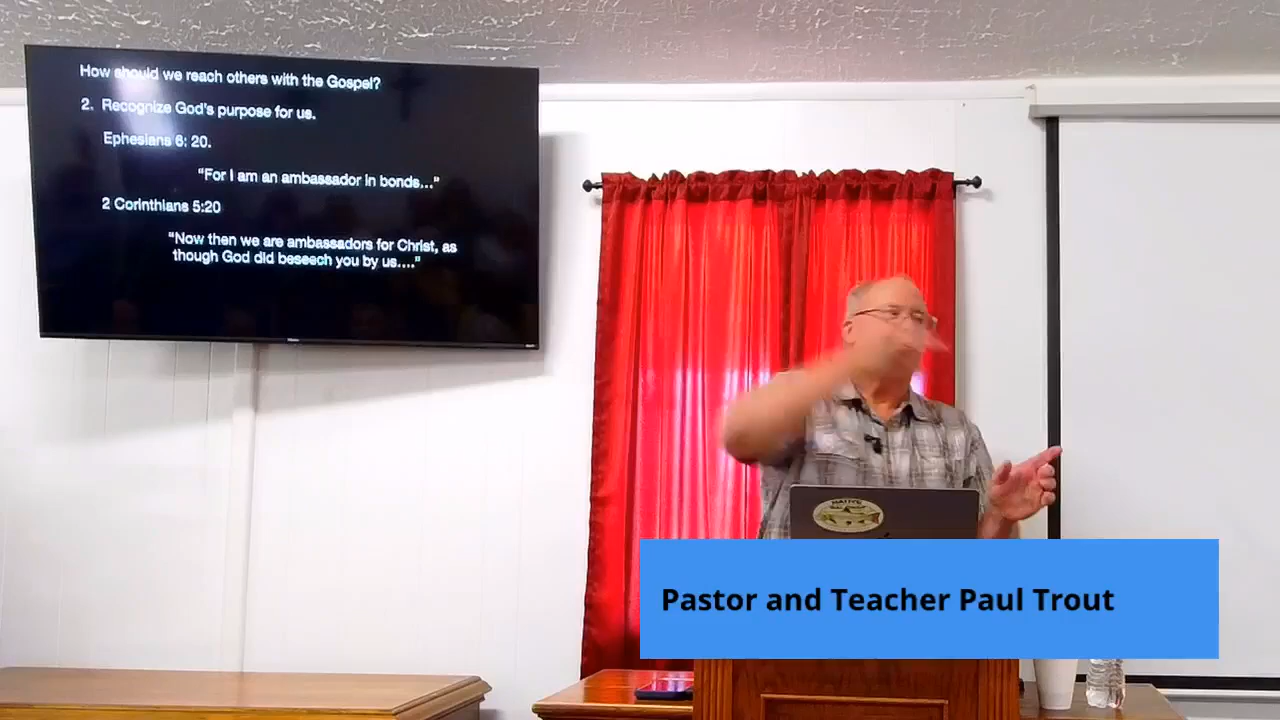 How should we reach others with the Gospel?
2. Recognize God's purpose for us.
Ephesians 6: 20.
“For I am an ambassador in bonds...”
2 Corinthians 5:20
“Now then we are ambassadors for Christ, as
though God did beseech you by us....”
Pastor and Teacher Paul Trout